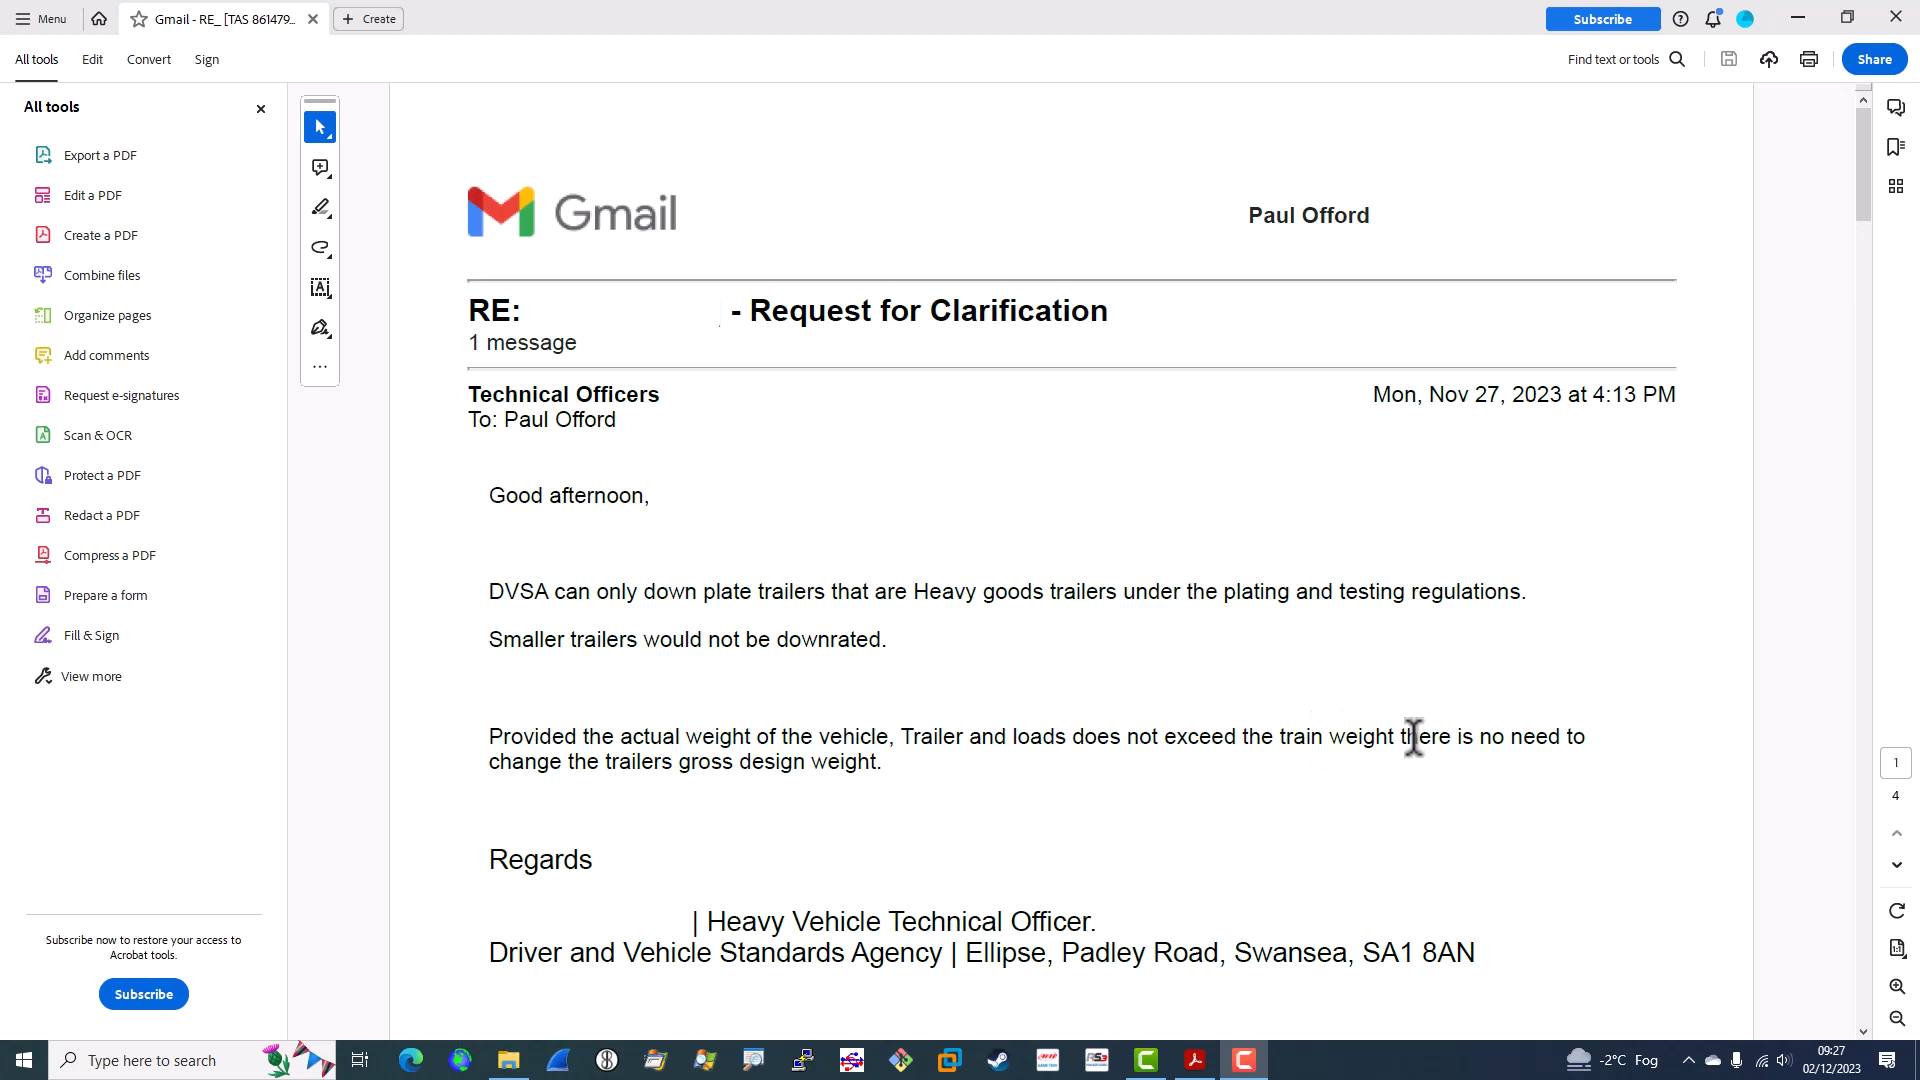 Menu
Gmail - RE_ [TAS 861479...
Create
Subscribe
All tools
Edit
Convert
Sign
Find text or tools
Share
All tools
Export a PDF
Edit a PDF
Create a PDF
Combine files
Organize pages
Add comments
Request e-signatures
Scan & OCR
Protect a PDF
Redact a PDF
Compress a PDF
Prepare a form
Fill & Sign
View more
Subscribe now to restore your access to
Acrobat tools.
Subscribe
Gmail
Paul Offord
RE: - Request for Clarification
1 message
Technical Officers
Mon, Nov 27, 2023 at 4:13 PM
To: Paul Offord
Good afternoon,
DVSA can only down plate trailers that are Heavy goods trailers under the plating and testing regulations.
Smaller trailers would not be downrated.
Provided the actual weight of the vehicle, Trailer and loads does not exceed the train weight there is no need to
change the trailers gross design weight.
Regards
| Heavy Vehicle Technical Officer.
Driver and Vehicle Standards Agency | Ellipse, Padley Road, Swansea, SA1 8AN
1
4
Type here to search
-2°C Fog
09:27
02/12/2023